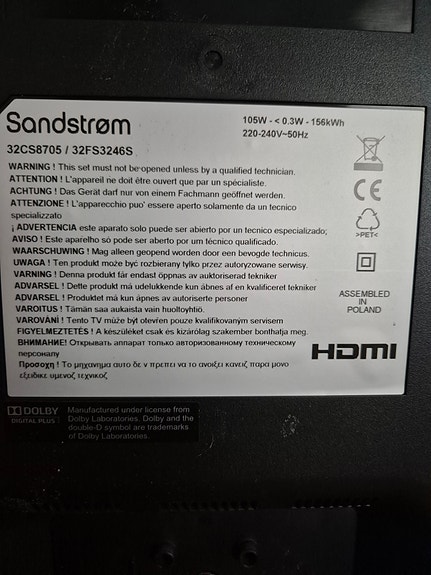 Sandstrøm
105W - < 0.3W - 156kWh
220-240V~50Hz
32CS8705 / 32FS3246S
WARNING ! This set must not be opened unless by a qualified technician.
ATTENTION ! L'appareil ne doit être ouvert que par un spécialiste.
ACHTUNG ! Das Gerät darf nur von einem Fachmann geöffnet werden.
ATTENZIONE ! L'apparecchio puo' essere aperto solamente da un tecnico
specializzato
¡ ADVERTENCIA ¡ este aparato solo puede ser abierto por un tecnico especializado;
AVISO ! Este aparelho só pode ser aberto por um técnico qualificado.
WAARSCHUWING ! Mag alleen geopend worden door een technicus.
UWAGA ! Ten produkt może być rozbierany tylko przez autoryzowane serwisy.
VARNING ! Denna produkt får endast öppnas av auktoriserad tekniker
ADVARSEL ! Dette produkt må udelukkende kun åbnes af en kvalificeret tekniker
ADVARSEL ! Produktet må kun åpnes av autoriserte personer
VAROITUS ! Tämän saa aukaista vain huoltoyhtiö.
VAROVÁNÍ ! Tento TV může být otevřen pouze kvalifikovaným servisem
FIGYELMEZTETÉS ! A készüléket csak és kizárólag szakember bonthatja meg.
ВНИМАНИЕ! Открывать аппарат только авторизованному техническому
персоналу
Προσοχη ! Το μηχανημα αυτο δε ν πρεπει να το ανοιξει κανειζ παρα μονο
εξειδικε υμενοζ τεχνικοζ
CE
>PET<
ASSEMBLED
IN
POLAND
HDMI
DOLBY
DIGITAL PLUS
Manufactured under license from
Dolby Laboratories. Dolby and the
double-D symbol are trademarks
of Dolby Laboratories.